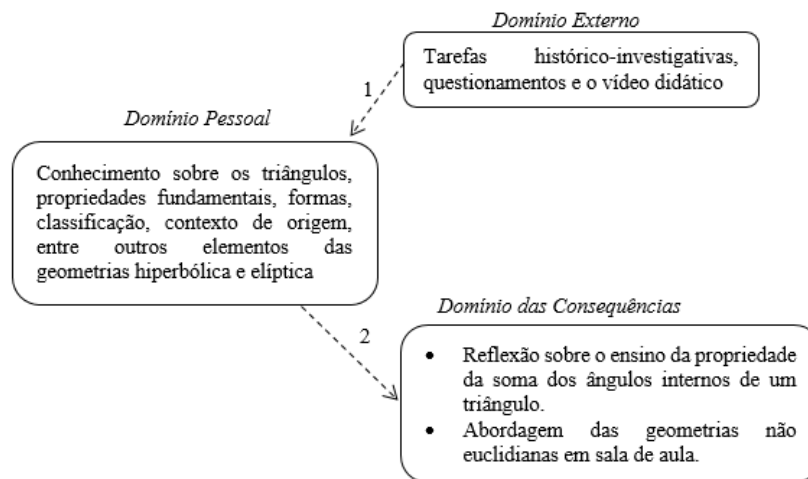 Domínio Externo
Tarefas histórico-investigativas,
questionamentos e o vídeo didático
1
Domínio Pessoal
Conhecimento sobre os triângulos,
propriedades fundamentais, formas,
classificação, contexto de origem,
entre outros elementos das
geometrias hiperbólica e elíptica
2
Domínio das Consequências
• Reflexão sobre o ensino da propriedade
da soma dos ângulos internos de um
triângulo.
• Abordagem das geometrias não
euclidianas em sala de aula.